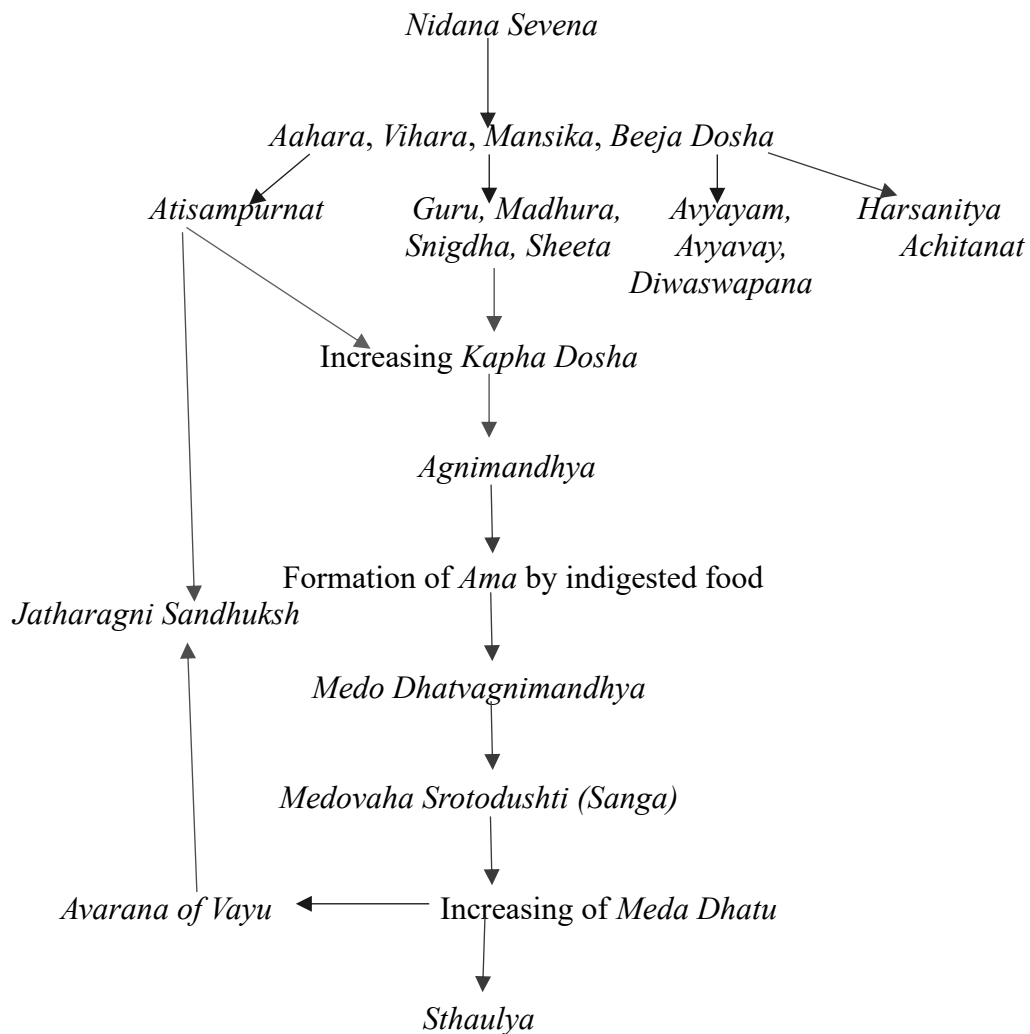 Nidana Sevena
Aahara, Vihara, Mansika, Beeja Dosha
Atisampurnat
Guru, Madhura,
Snigdha, Sheeta
Avyayam,
Avyavay,
Diwaswapana
Harsanitya
Achitanat
Increasing Kapha Dosha
Agnimandhya
Formation of Ama by indigested food
Jatharagni Sandhuksh
Medo Dhatvagnimandhya
Medovaha Srotodushti (Sanga)
Avarana of Vayu
Increasing of Meda Dhatu
Sthaulya